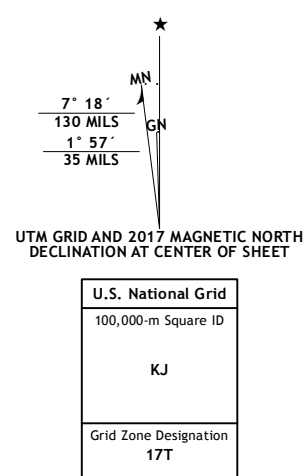 MN
7° 18´
130 MILS
GN
1° 57´
35 MILS
UTM GRID AND 2017 MAGNETIC NORTH
DECLINATION AT CENTER OF SHEET
U.S. National Grid
100,000-m Square ID
KJ
Grid Zone Designation
17T